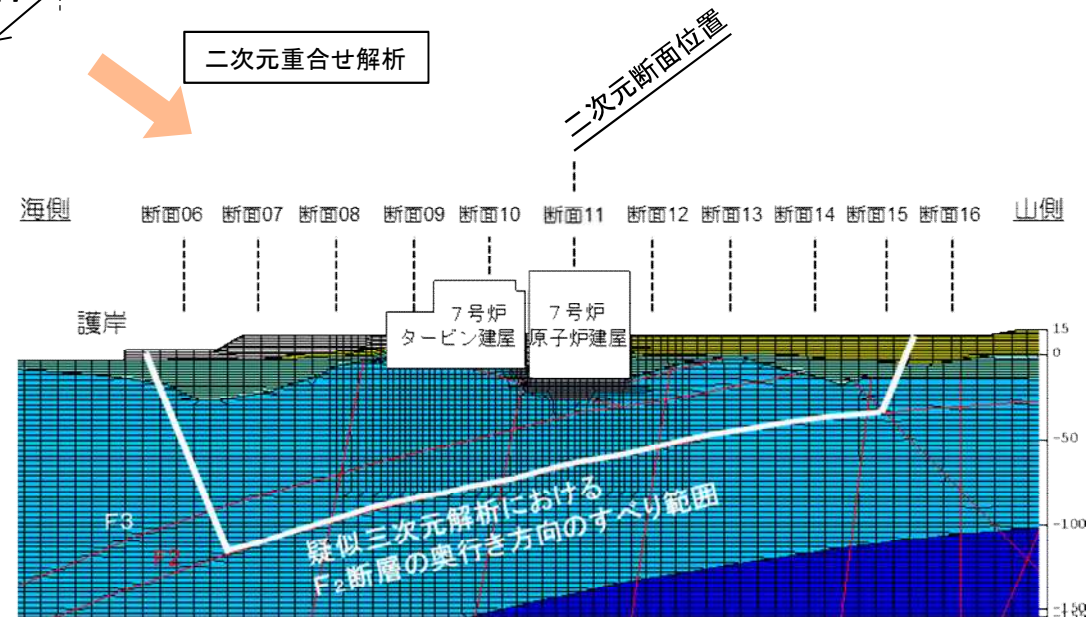 二次元重合せ解析
二次元断面位置
海側
断面06 断面07 断面08 断面09 断面10 断面11 断面12 断面13 断面14 断面15 断面16
山側
護岸
7号炉
タービン建屋
7号炉
原子炉建屋
15
0
-50
-100
F3
F2
疑似三次元解析における
F2断層の奥行き方向のすべり範囲